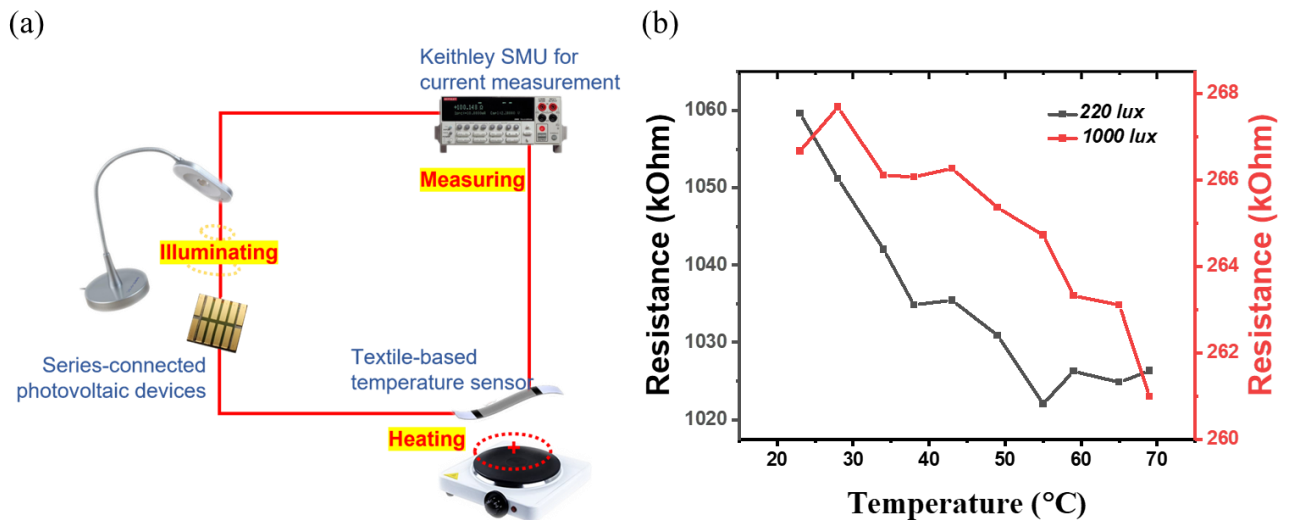 (a)
Keithley SMU for
current measurement
Measuring
Illuminating
Series-connected
photovoltaic devices
Textile-based
temperature sensor
Heating
(b)
Resistance (kOhm)
1060
1050
1040
1030
1020
220 lux
1000 lux
268
266
264
262
260
Resistance (kOhm)
20
30
40
50
60
70
Temperature (°C)